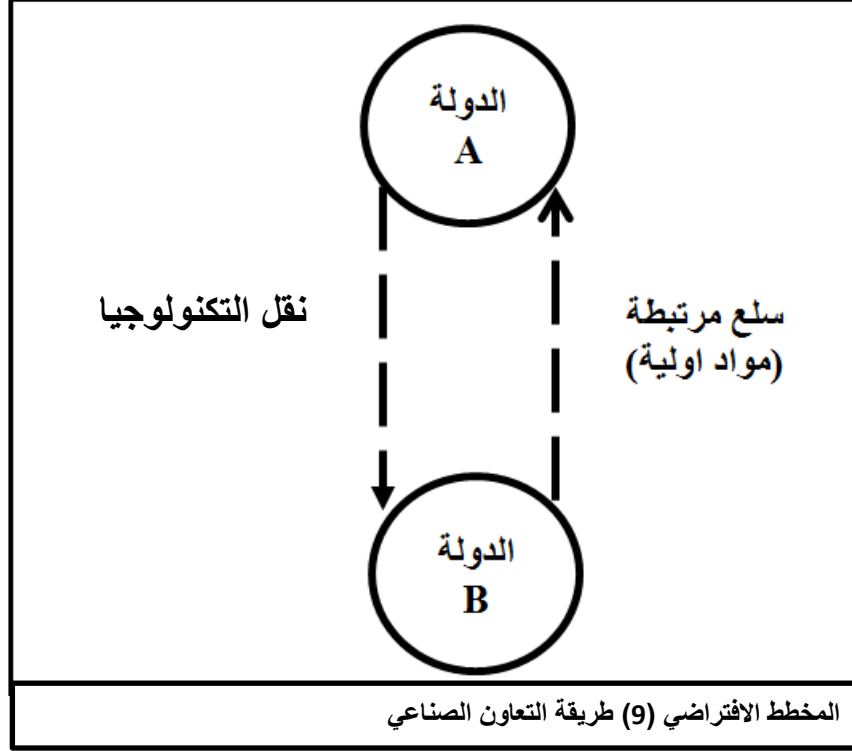 الدولة
A
نقل التكنولوجيا
سلع مرتبطة
(مواد اولية)
الدولة
B
المخطط الافتراضي (9) طريقة التعاون الصناعي